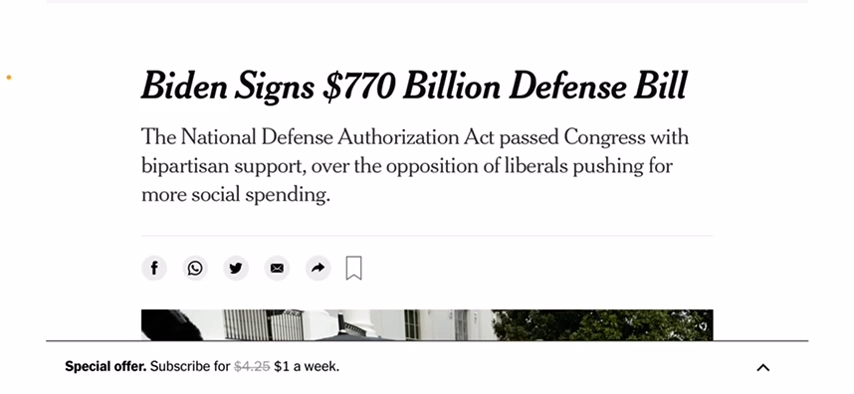 Biden Signs $770 Billion Defense Bill
The National Defense Authorization Act passed Congress with
bipartisan support, over the opposition of liberals pushing for
more social spending.
Special offer. Subscribe for $4.25 $1 a week.